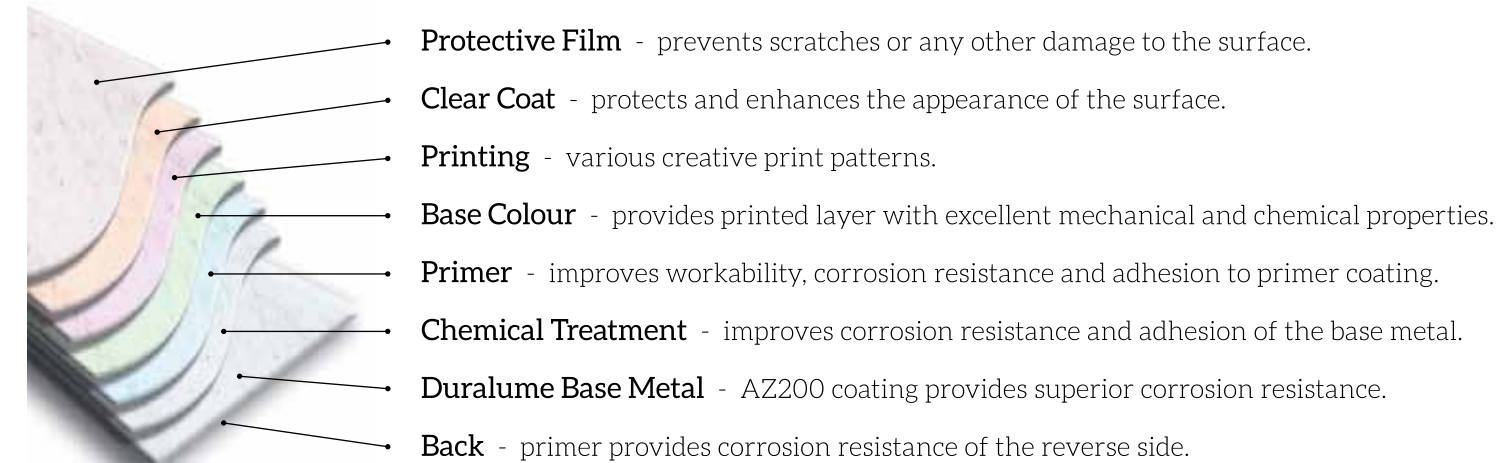 Protective Film - prevents scratches or any other damage to the surface.
Clear Coat - protects and enhances the appearance of the surface.
Printing - various creative print patterns.
Base Colour - provides printed layer with excellent mechanical and chemical properties.
Primer - improves workability, corrosion resistance and adhesion to primer coating.
Chemical Treatment - improves corrosion resistance and adhesion of the base metal.
Duralume Base Metal - AZ200 coating provides superior corrosion resistance.
Back - primer provides corrosion resistance of the reverse side.